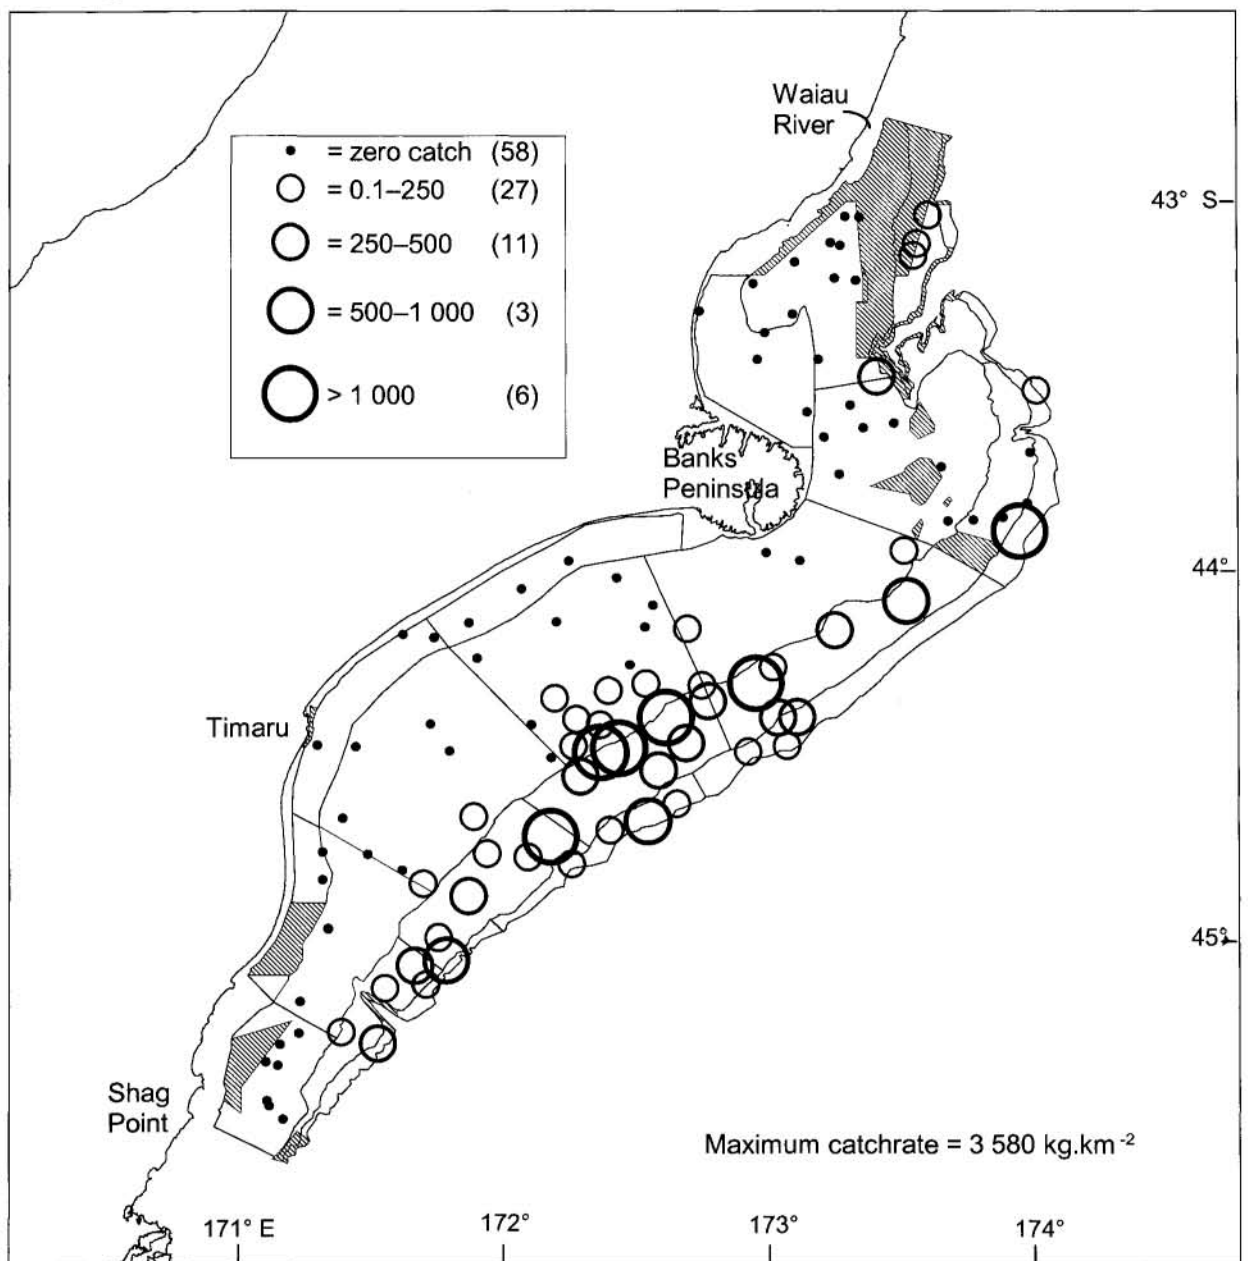 Waiau
River
= zero catch (58)
= 0.1–250 (27)
= 250–500 (11)
= 500–1 000 (3)
> 1 000 (6)
43° S
Banks
Peninsula
44°
Timaru
45°
Shag
Point
Maximum catchrate = 3 580 kg.km -2
171° E
172°
173°
174°